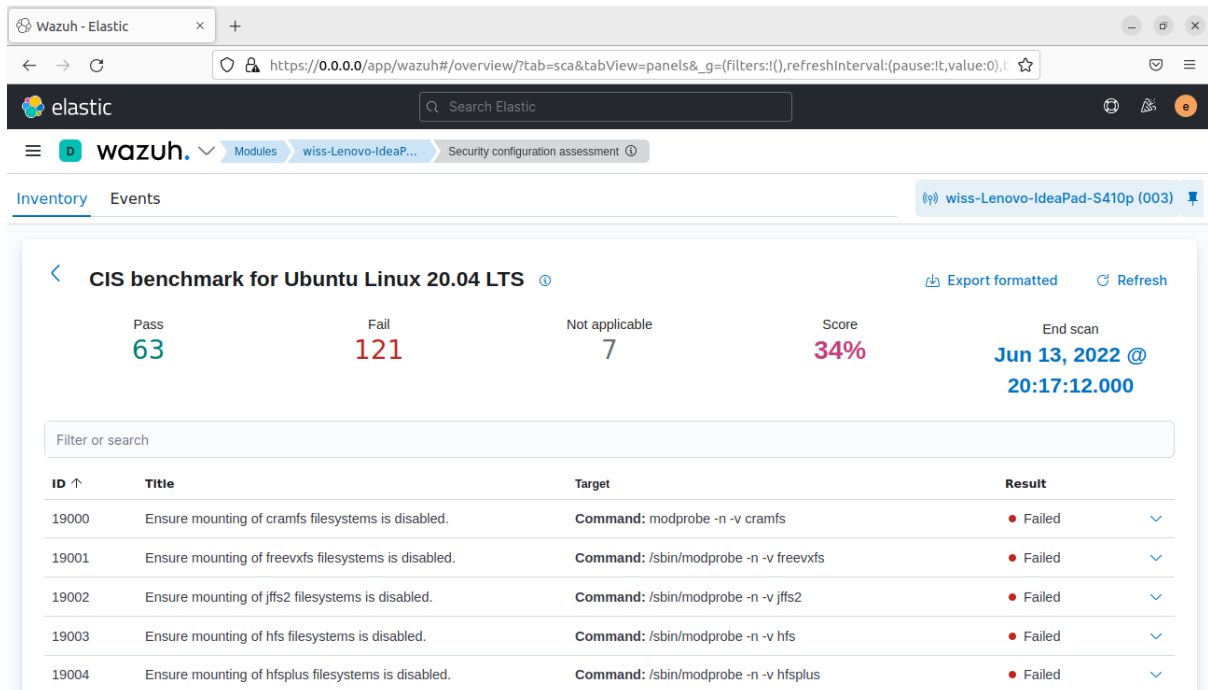 Wazuh - Elastic
https://0.0.0.0/app/wazuh#/overview/?tab=sca&tabView=panels&_g=(filters:!(),refreshInterval:(pause:!t,value:0),t
elastic Search Elastic e
D wazuh. Modules wiss-Lenovo-IdeaP... Security configuration assessment
Inventory Events wiss-Lenovo-IdeaPad-S410p (003)
CIS benchmark for Ubuntu Linux 20.04 LTS Export formatted Refresh
Pass Fail Not applicable Score End scan
63 121 7 34% Jun 13, 2022 @
20:17:12.000
Filter or search
ID Title Target Result
19000 Ensure mounting of cramfs filesystems is disabled. Command: modprobe -n -v cramfs Failed
19001 Ensure mounting of freevxfs filesystems is disabled. Command: /sbin/modprobe -n -v freevxfs Failed
19002 Ensure mounting of jffs2 filesystems is disabled. Command: /sbin/modprobe -n -v jffs2 Failed
19003 Ensure mounting of hfs filesystems is disabled. Command: /sbin/modprobe -n -v hfs Failed
19004 Ensure mounting of hfsplus filesystems is disabled. Command: /sbin/modprobe -n -v hfsplus Failed